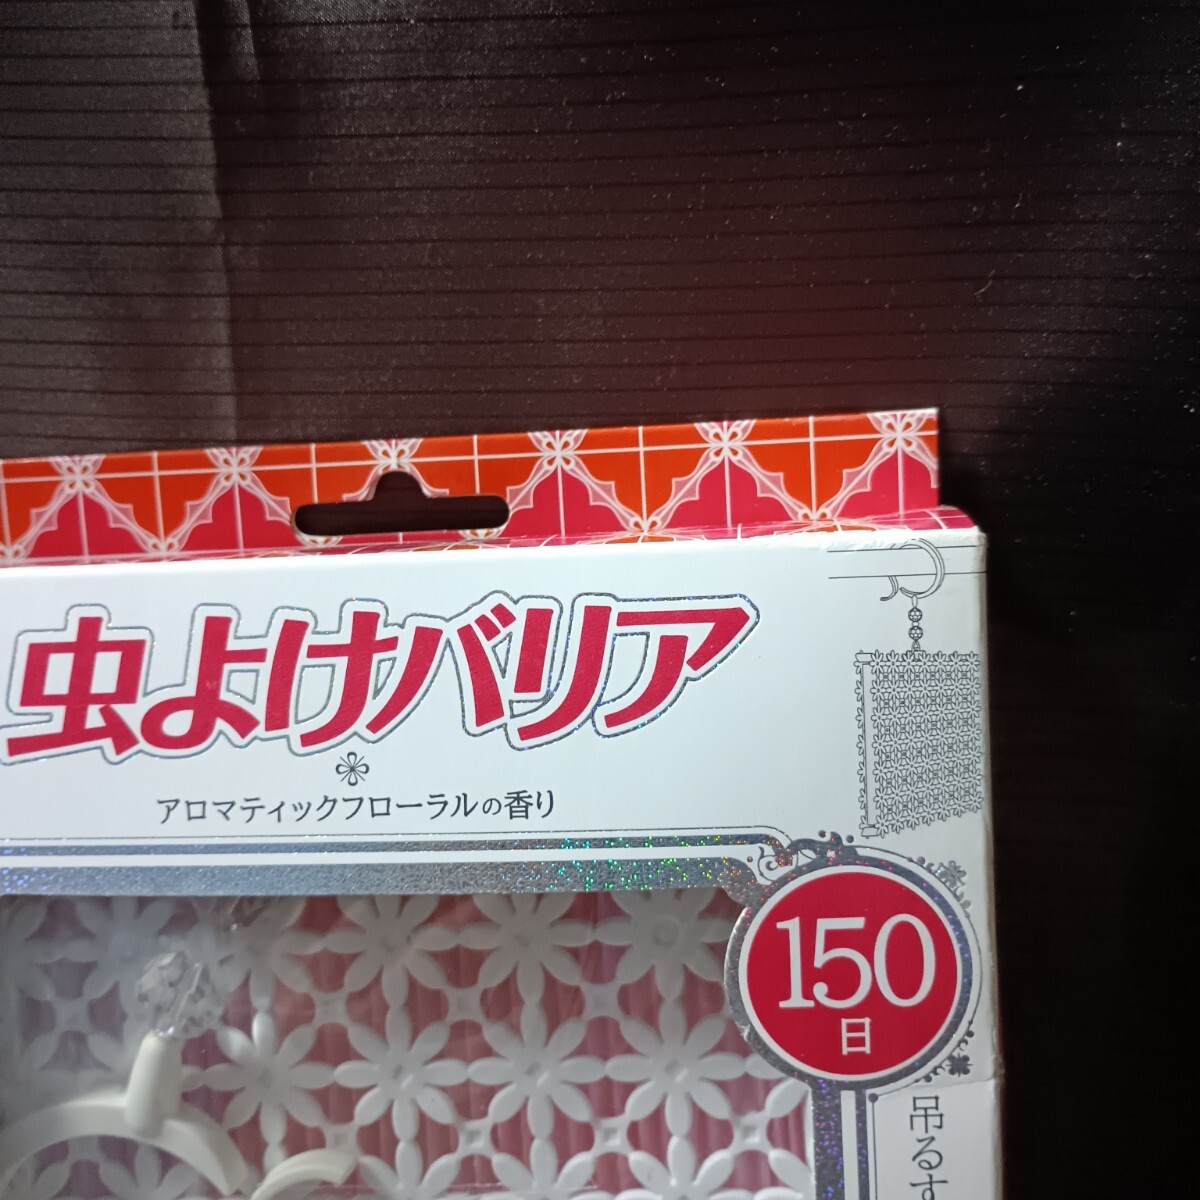 虫よけバリア
アロマティックフローラルの香り
150
日
吊るす